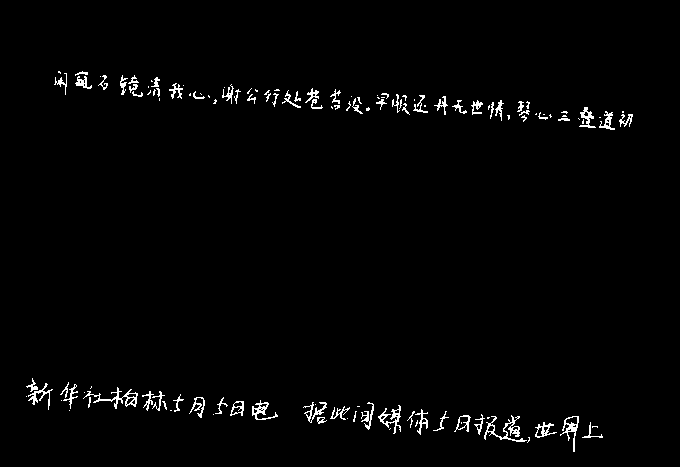 闲窥石镜清我心,谢公行处苍苔没。早服还丹无世情,琴心三叠道初
新华社柏林5月5日电 据此间媒体5日报道,世界上